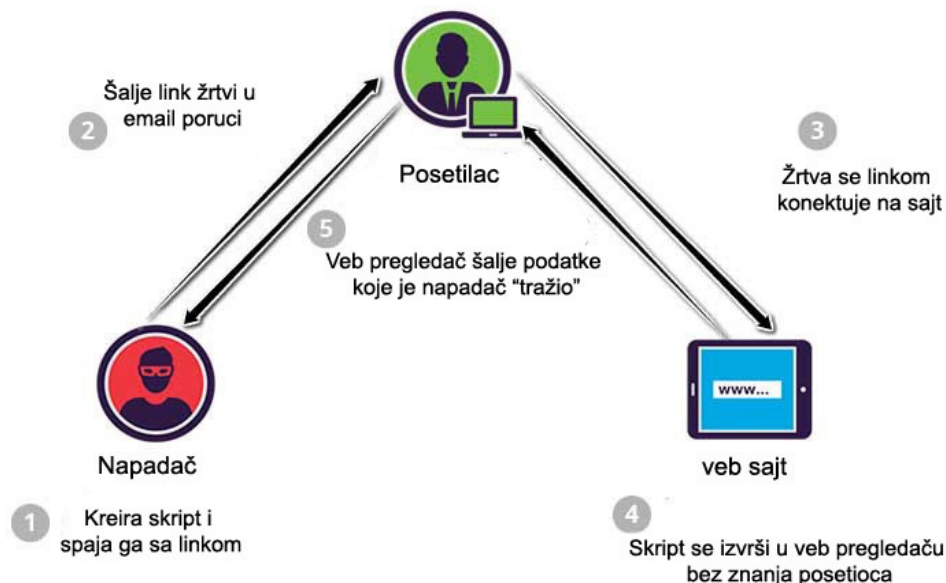 Šalje link žrtvi u
email poruci
2
3
Posetilac
Žrtva se linkom
konektuje na sajt
5
Veb pregledač šalje podatke
koje je napadač “tražio”
www...
Napadač
veb sajt
1
Kreira skript i
spaja ga sa linkom
4
Skript se izvrši u veb pregledaču
bez znanja posetioca